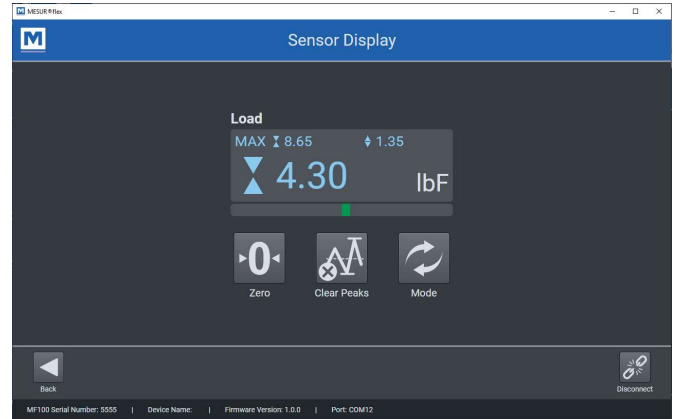 MESUR®flex
M
Sensor Display
Load
MAX 8.65 1.35
4.30 lbF
0
Zero Clear Peaks Mode
Back Disconnect
MF100 Serial Number: 5555 | Device Name: | Firmware Version: 1.0.0 | Port: COM12